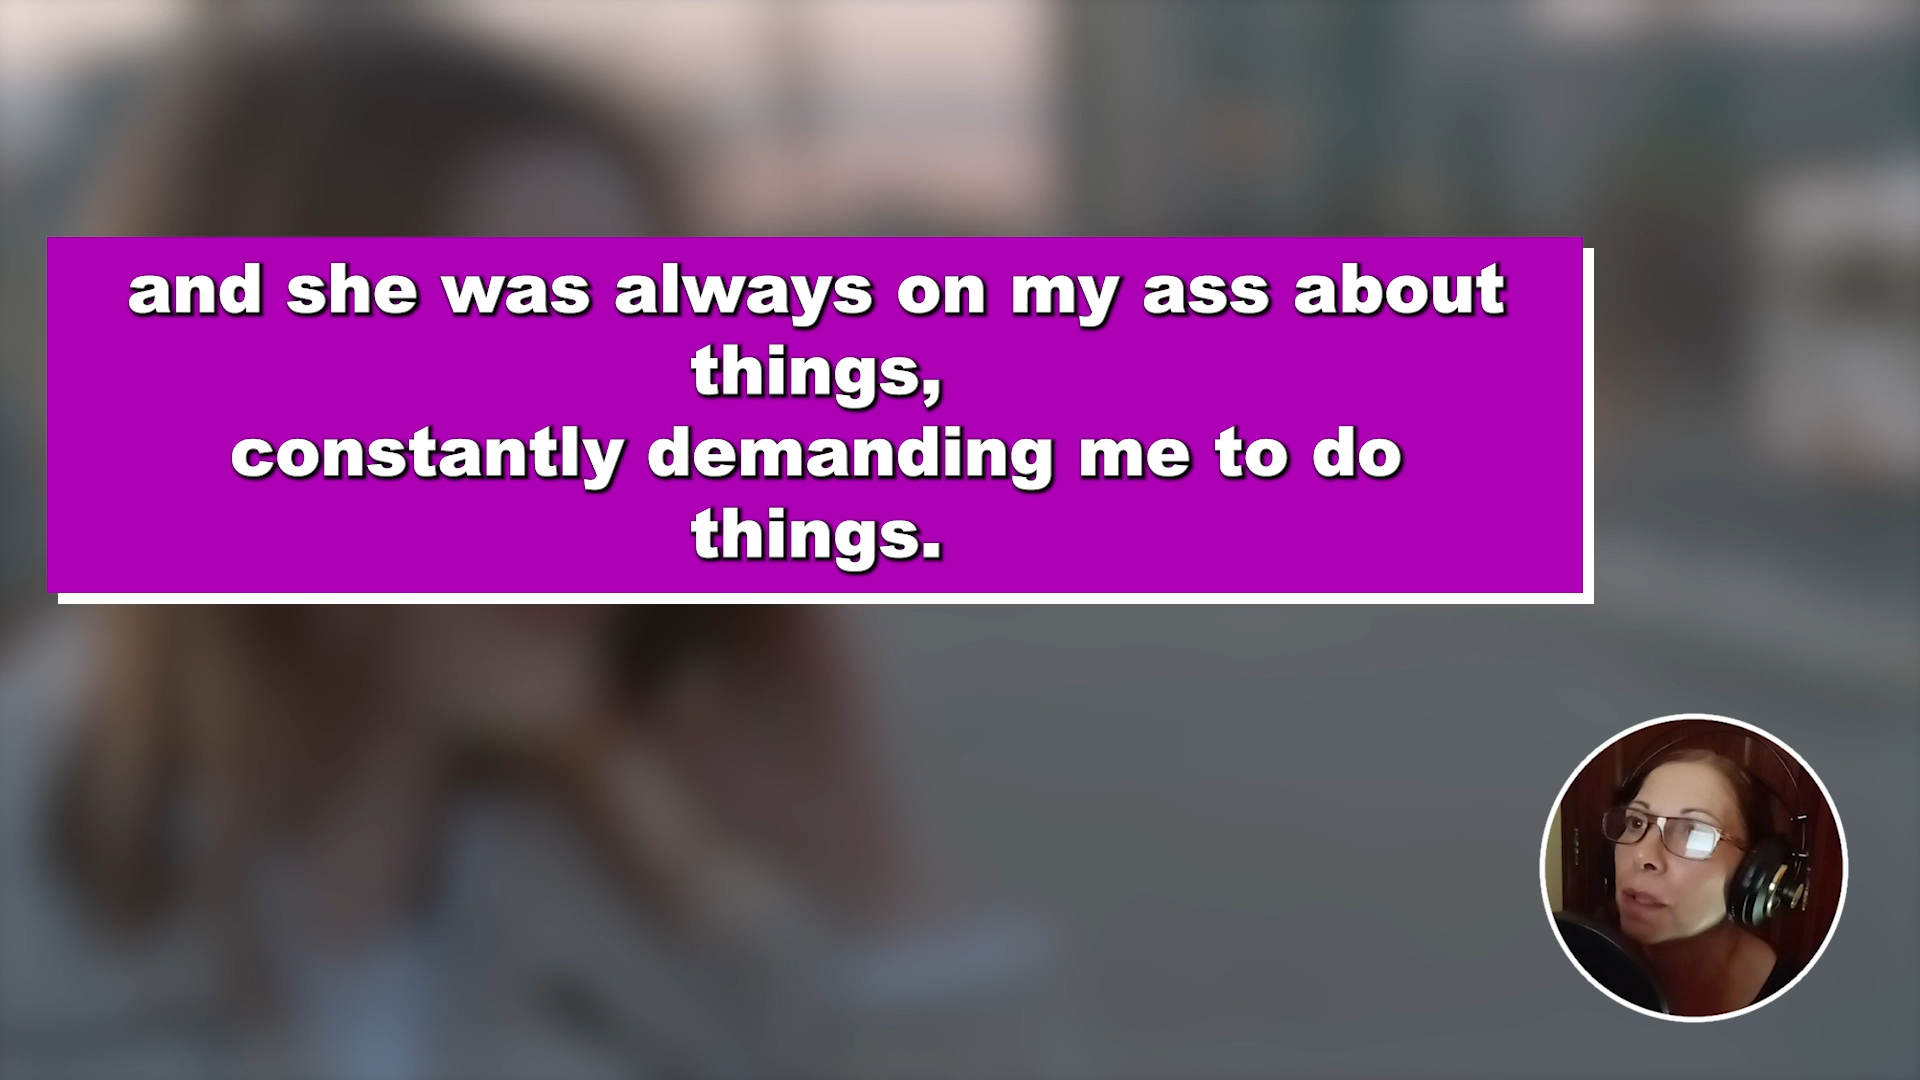 and she was always on my ass about
things,
constantly demanding me to do
things.